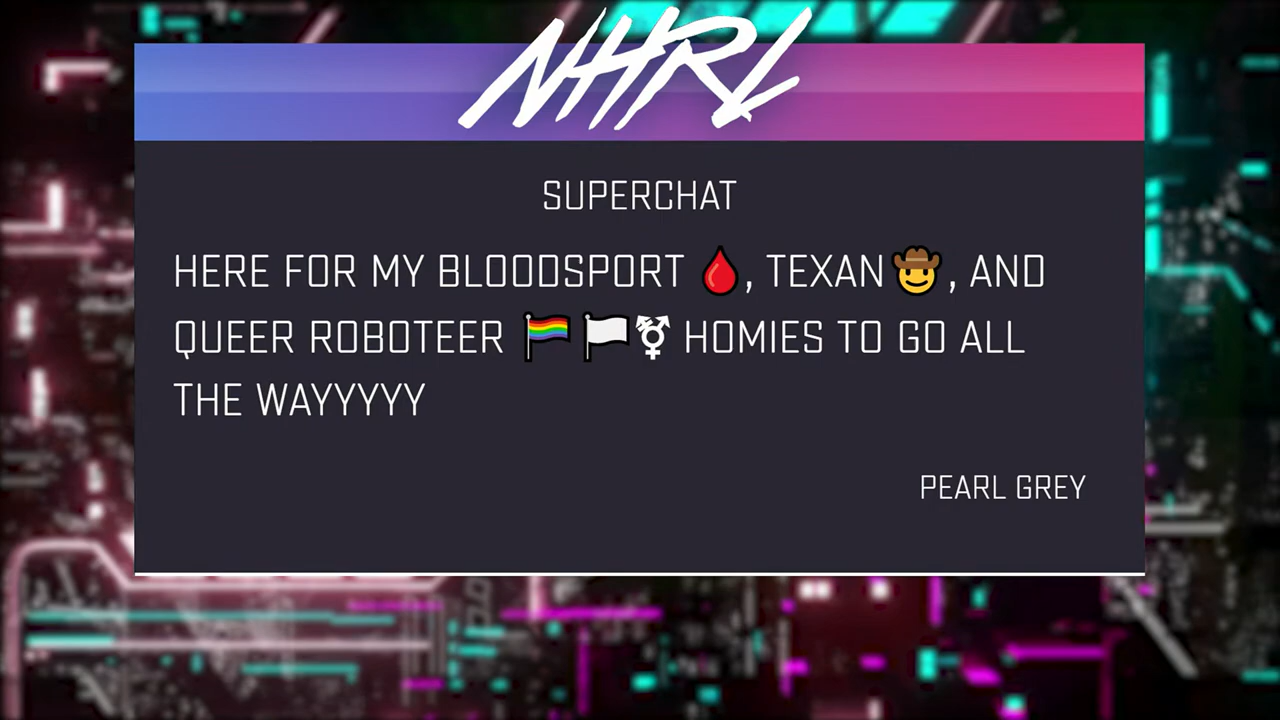 NHRL
SUPERCHAT
HERE FOR MY BLOODSPORT 🩸, TEXAN🤠, AND
QUEER ROBOTEER 🏳️‍🌈 🏳⚧ HOMIES TO GO ALL
THE WAYYYYY
PEARL GREY